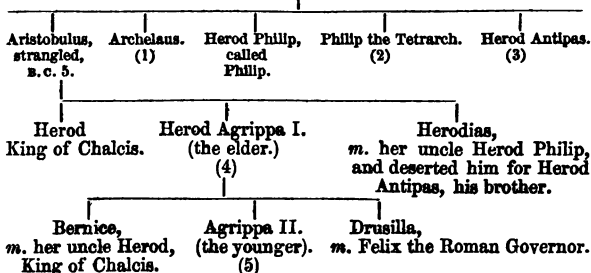 Aristobulus, strangled, B.C. 5.
Archelaus. (1)
Herod Philip, called Philip.
Philip the Tetrarch. (2)
Herod Antipas. (3)
Herod King of Chalcis.
Herod Agrippa I. (the elder.) (4)
Herodias, m. her uncle Herod Philip, and deserted him for Herod Antipas, his brother.
Bernice, m. her uncle Herod, King of Chalcis.
Agrippa II. (the younger). (5)
Drusilla, m. Felix the Roman Governor.